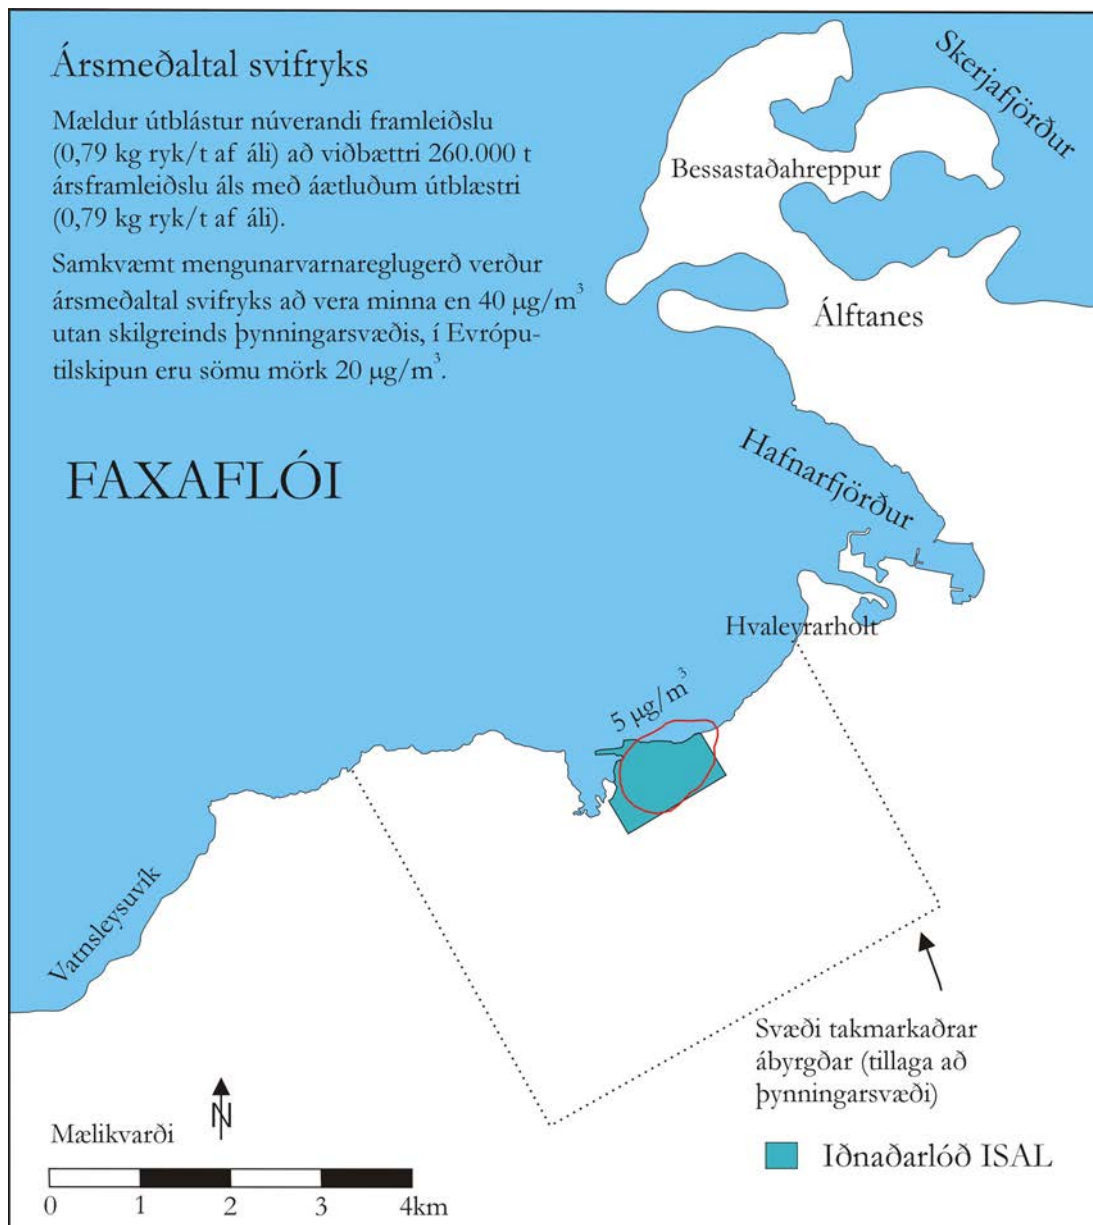 Ársmeðaltal svifryks
Mældur útblástur núverandi framleiðslu
(0,79 kg ryk/t af áli) að viðbættri 260.000 t
ársframleiðslu áls með áætluðum útblæstri
(0,79 kg ryk/t af áli).
Samkvæmt mengunarvarnareglugerð verður
ársmeðaltal svifryks að vera minna en 40 µg/m³
utan skilgreinds þynningarsvæðis, í Evrópu-
tilskipun eru sömu mörk 20 µg/m³.
Skerjafjörður
Bessastaðahreppur
Álftanes
FAXAFLÓI
Hafnarfjörður
Hvaleyrarholt
5 µg/m³
Vatnsleysuvík
Svæði takmarkaðrar
ábyrgðar (tillaga að
þynningarsvæði)
N
Mælikvarði
0 1 2 3 4km
Iðnaðarlóð ISAL